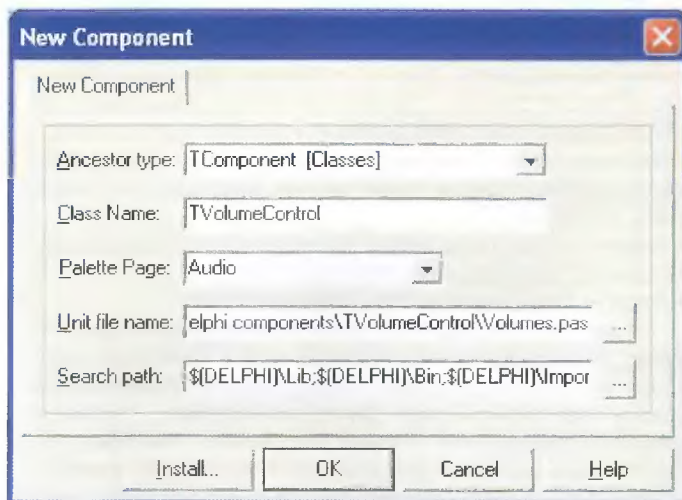 New Component
New Component
Ancestor type: TComponent [Classes]
Class Name: TVolumeControl
Palette Page: Audio
Unit file name: elphi components\TVolumeControl\Volumes.pas ...
Search path: $(DELPHI)\Lib;$(DELPHI)\Bin;$(DELPHI)\Impor ...
Install... OK Cancel Help